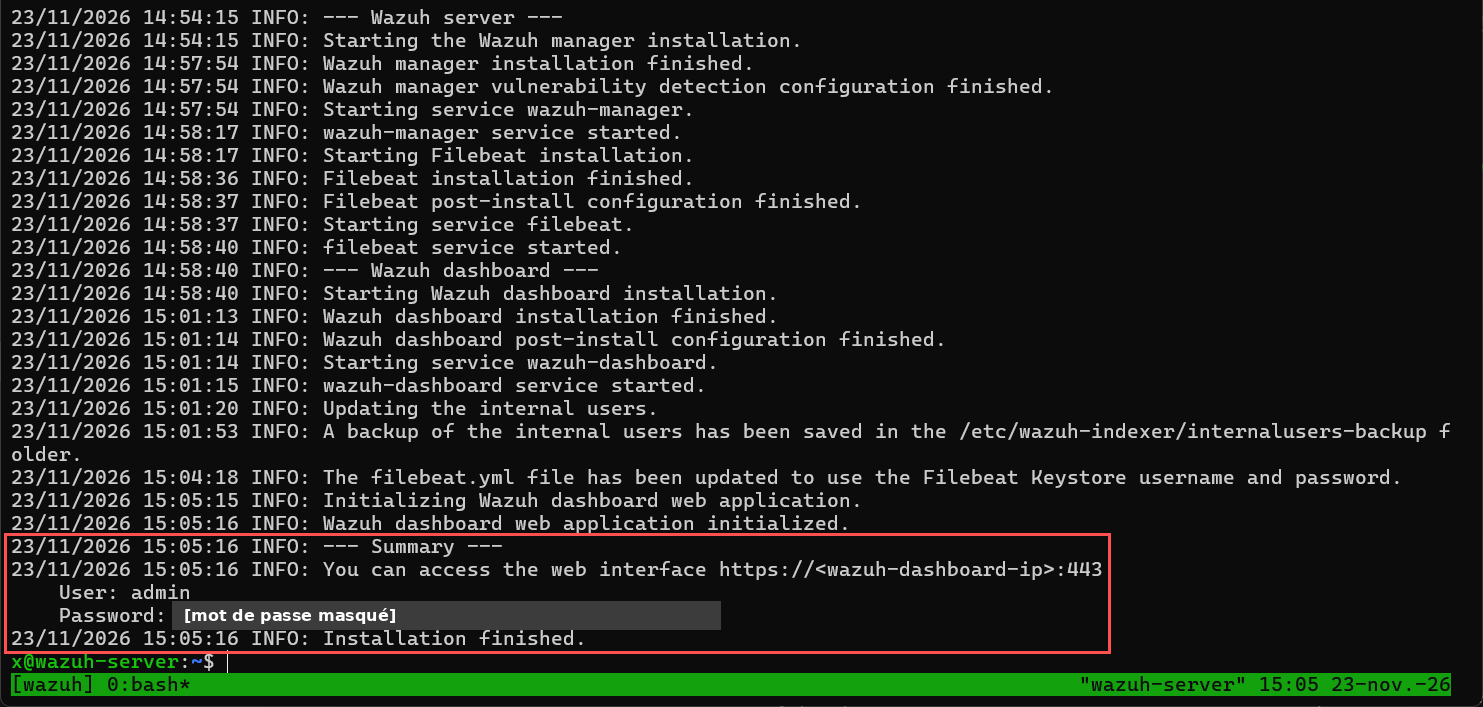 23/11/2026 14:54:15 INFO: --- Wazuh server ---
23/11/2026 14:54:15 INFO: Starting the Wazuh manager installation.
23/11/2026 14:57:54 INFO: Wazuh manager installation finished.
23/11/2026 14:57:54 INFO: Wazuh manager vulnerability detection configuration finished.
23/11/2026 14:57:54 INFO: Starting service wazuh-manager.
23/11/2026 14:58:17 INFO: wazuh-manager service started.
23/11/2026 14:58:17 INFO: Starting Filebeat installation.
23/11/2026 14:58:36 INFO: Filebeat installation finished.
23/11/2026 14:58:37 INFO: Filebeat post-install configuration finished.
23/11/2026 14:58:37 INFO: Starting service filebeat.
23/11/2026 14:58:40 INFO: filebeat service started.
23/11/2026 14:58:40 INFO: --- Wazuh dashboard ---
23/11/2026 14:58:40 INFO: Starting Wazuh dashboard installation.
23/11/2026 15:01:13 INFO: Wazuh dashboard installation finished.
23/11/2026 15:01:14 INFO: Wazuh dashboard post-install configuration finished.
23/11/2026 15:01:14 INFO: Starting service wazuh-dashboard.
23/11/2026 15:01:15 INFO: wazuh-dashboard service started.
23/11/2026 15:01:20 INFO: Updating the internal users.
23/11/2026 15:01:53 INFO: A backup of the internal users has been saved in the /etc/wazuh-indexer/internalusers-backup f
older.
23/11/2026 15:04:18 INFO: The filebeat.yml file has been updated to use the Filebeat Keystore username and password.
23/11/2026 15:05:15 INFO: Initializing Wazuh dashboard web application.
23/11/2026 15:05:16 INFO: Wazuh dashboard web application initialized.
23/11/2026 15:05:16 INFO: --- Summary ---
23/11/2026 15:05:16 INFO: You can access the web interface https://<wazuh-dashboard-ip>:443
    User: admin
    Password: [mot de passe masqué]
23/11/2026 15:05:16 INFO: Installation finished.
x@wazuh-server:~$
[wazuh] 0:bash* "wazuh-server" 15:05 23-nov.-26